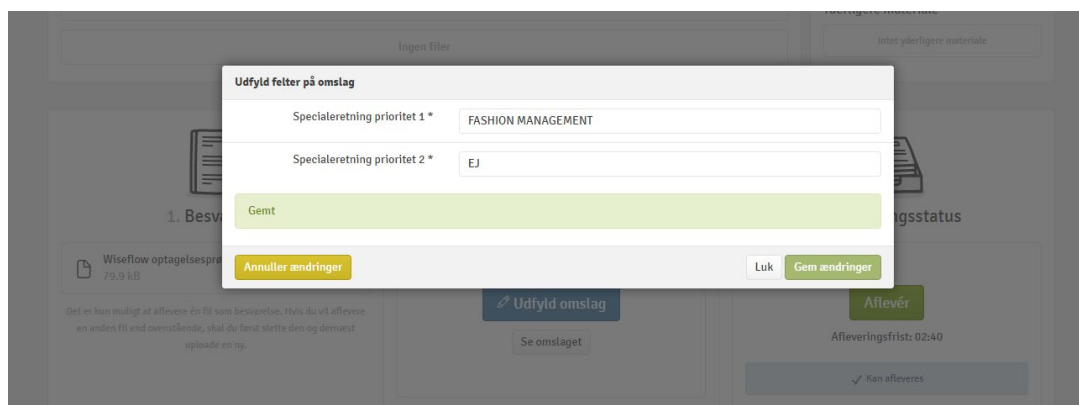 Yderligere materiale
Ingen filer
Intet yderligere materiale
Udfyld felter på omslag
Specialeretning prioritet 1 *
FASHION MANAGEMENT
Specialeretning prioritet 2 *
EJ
Gemt
Annuller ændringer
Luk
Gem ændringer
1. Besva
ngsstatus
Wiseflow optagelsesprø
79.9 kB
Det er kun muligt at aflevere én fil som besvarelse. Hvis du vil aflevere
en anden fil end ovenstående, skal du først slette den og dernæst
uploade en ny.
Udfyld omslag
Se omslaget
Aflevér
Afleveringsfrist: 02:40
Kan afleveres